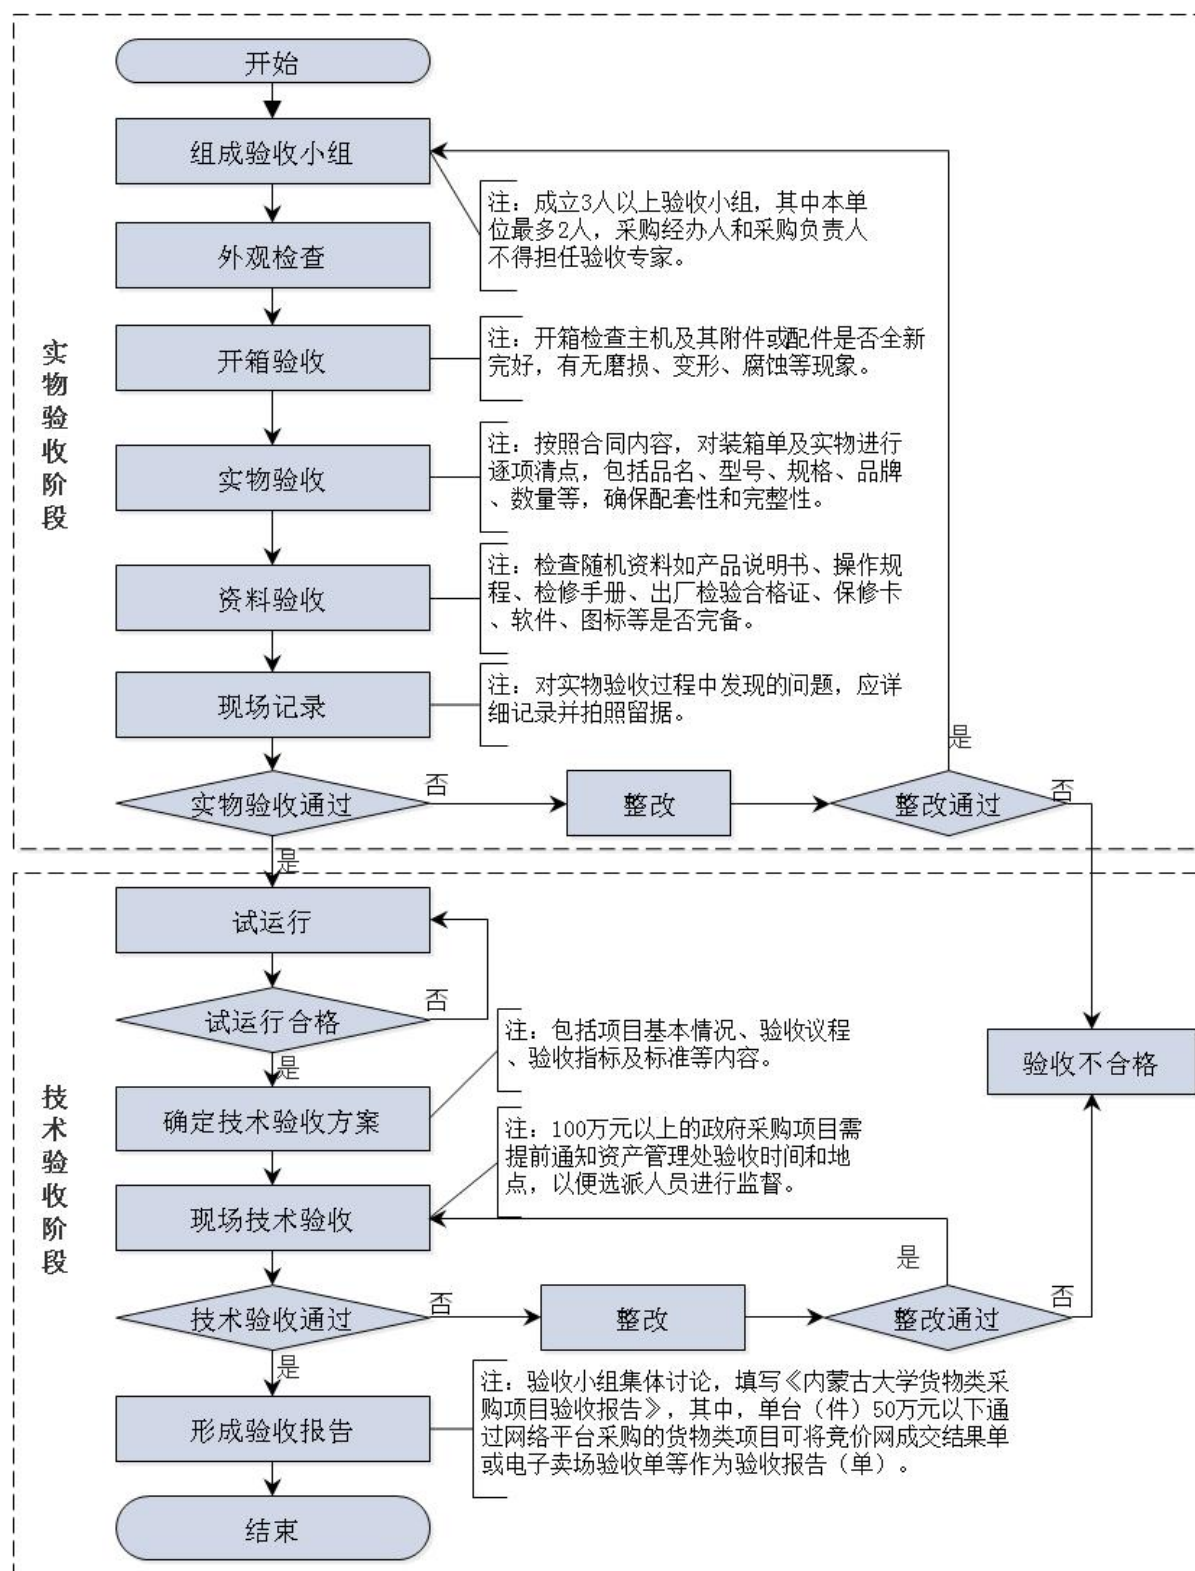 开始
组成验收小组
注：成立3人以上验收小组，其中本单
位最多2人，采购经办人和采购负责人
不得担任验收专家。
外观检查
实物验收阶段
开箱验收
注：开箱检查主机及其附件或配件是否全新
完好，有无磨损、变形、腐蚀等现象。
实物验收
注：按照合同内容，对装箱单及实物进行
逐项清点，包括品名、型号、规格、品牌
、数量等，确保配套性和完整性。
资料验收
注：检查随机资料如产品说明书、操作规
程、检修手册、出厂检验合格证、保修卡
、软件、图标等是否完备。
现场记录
注：对实物验收过程中发现的问题，应详
细记录并拍照留据。
是
实物验收通过
否
整改
整改通过
否
是
试运行
试运行合格
否
是
注：包括项目基本情况、验收议程
、验收指标及标准等内容。
验收不合格
技术验收阶段
确定技术验收方案
注：100万元以上的政府采购项目需
提前通知资产管理处验收时间和地
点，以便选派人员进行监督。
现场技术验收
是
技术验收通过
否
整改
整改通过
否
是
形成验收报告
注：验收小组集体讨论，填写《内蒙古大学货物类采
购项目验收报告》，其中，单台（件）50万元以下通
过网络平台采购的货物类项目可将竞价网成交结果单
或电子卖场验收单等作为验收报告（单）。
结束